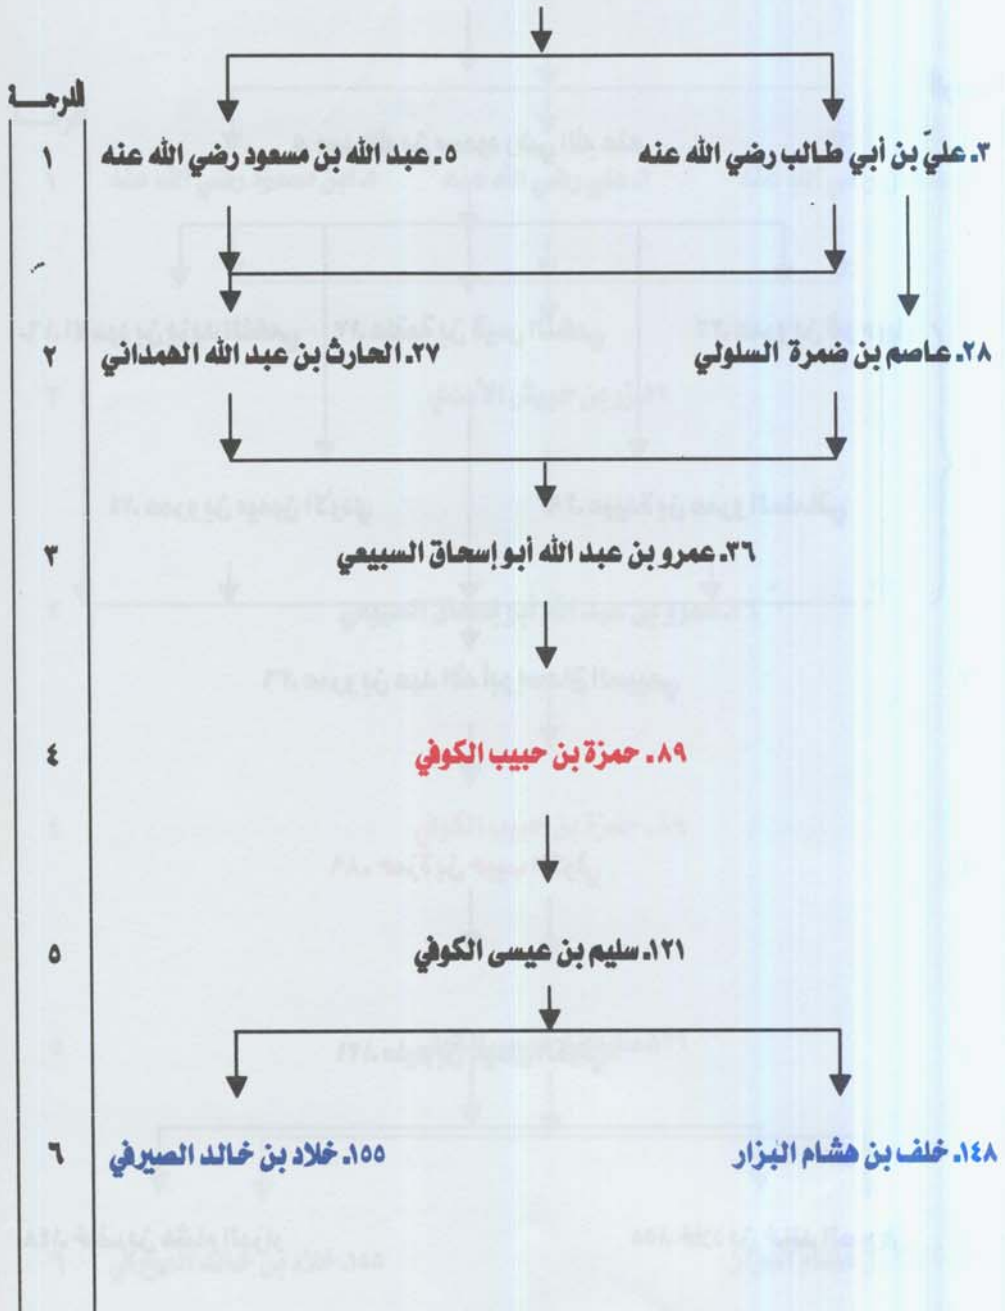 الدرجـــة
٣. عليّ بن أبي طالب رضي الله عنه ٥. عبد الله بن مسعود رضي الله عنه ١
٢٨. عاصم بن ضمرة السلولي ٢٧. الحارث بن عبد الله الهمداني ٢
٣٦. عمرو بن عبد الله أبو إسحاق السبيعي ٣
٨٩. حمزة بن حبيب الكوفي ٤
١٢١. سليم بن عيسى الكوفي ٥
١٤٨. خلف بن هشام البزار ١٥٥. خلاد بن خالد الصيرفي ٦